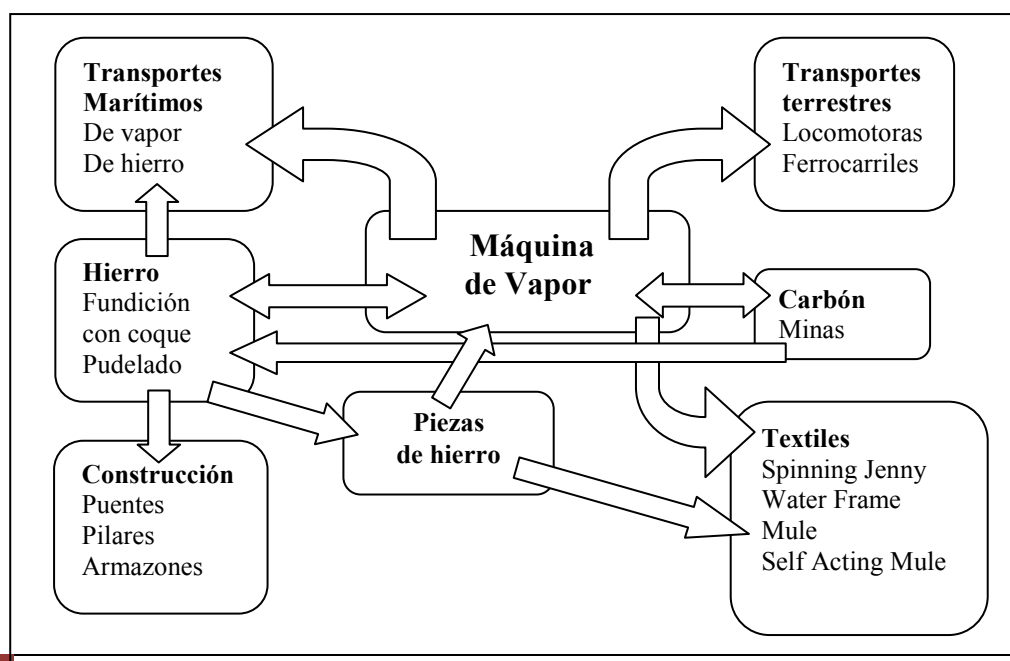 Transportes
Marítimos
De vapor
De hierro
Transportes
terrestres
Locomotoras
Ferrocarriles
Máquina
de Vapor
Hierro
Fundición
con coque
Pudelado
Carbón
Minas
Piezas
de hierro
Construcción
Puentes
Pilares
Armazones
Textiles
Spinning Jenny
Water Frame
Mule
Self Acting Mule